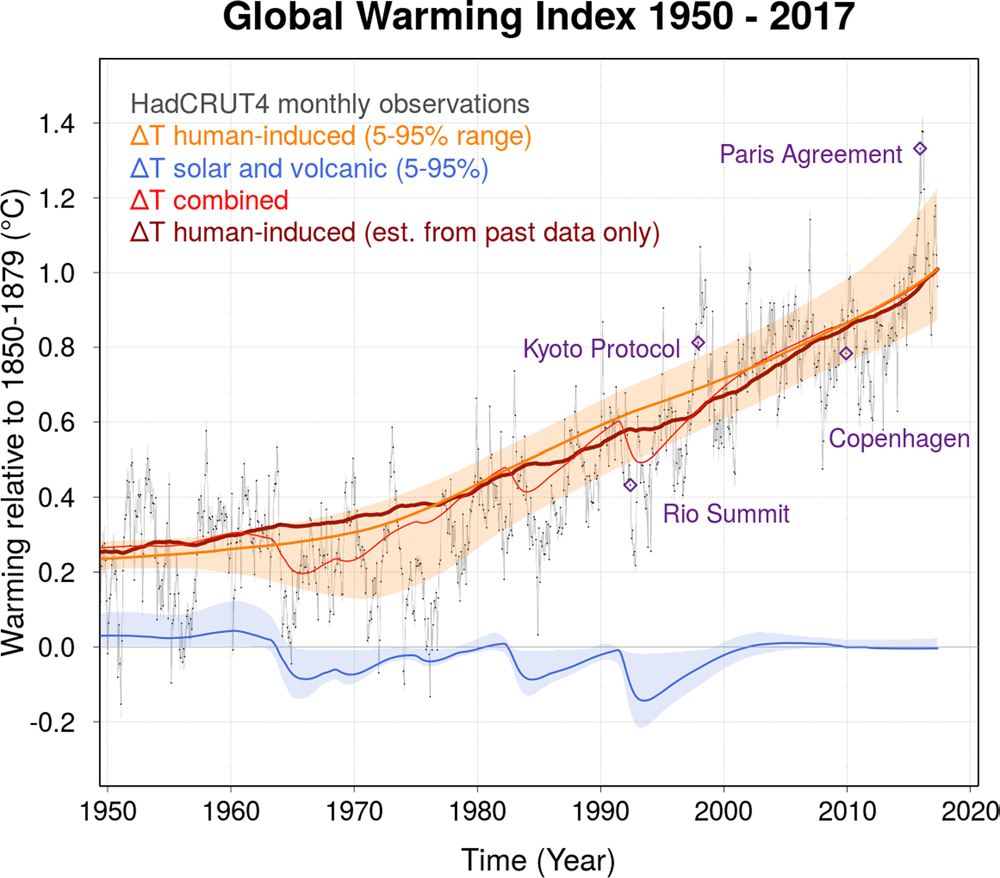 Global Warming Index 1950 - 2017
HadCRUT4 monthly observations
ΔT human-induced (5-95% range)
ΔT solar and volcanic (5-95%)
ΔT combined
ΔT human-induced (est. from past data only)
Paris Agreement
Kyoto Protocol
Copenhagen
Rio Summit
Warming relative to 1850-1879 (°C)
1.4
1.2
1.0
0.8
0.6
0.4
0.2
0.0
-0.2
1950 1960 1970 1980 1990 2000 2010 2020
Time (Year)